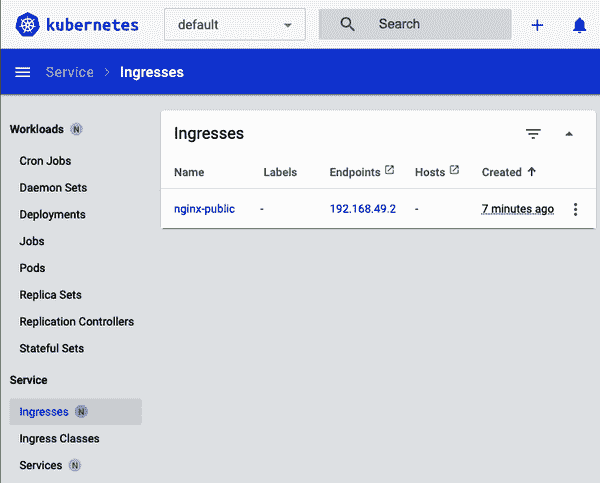 kubernetes default Search
Service Ingresses
Workloads N
Cron Jobs
Daemon Sets
Deployments
Jobs
Pods
Replica Sets
Replication Controllers
Stateful Sets
Service
Ingresses N
Ingress Classes
Services N
Ingresses
Name Labels Endpoints Hosts Created
nginx-public - 192.168.49.2 - 7 minutes ago